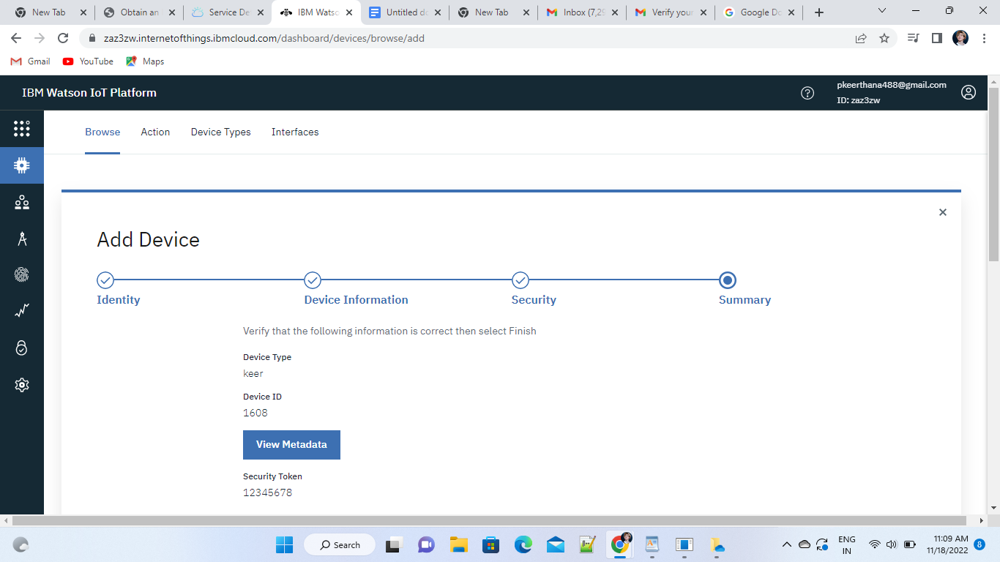 New Tab
Obtain an
Service De
IBM Watso
Untitled do
New Tab
Inbox (7,29
Verify your
Google Do
zaz3zw.internetofthings.ibmcloud.com/dashboard/devices/browse/add
Gmail
YouTube
Maps
IBM Watson IoT Platform
pkeerthana488@gmail.com
ID: zaz3zw
Browse
Action
Device Types
Interfaces
Add Device
Identity
Device Information
Security
Summary
Verify that the following information is correct then select Finish
Device Type
keer
Device ID
1608
View Metadata
Security Token
12345678
Search
ENG
IN
11:09 AM
11/18/2022
8